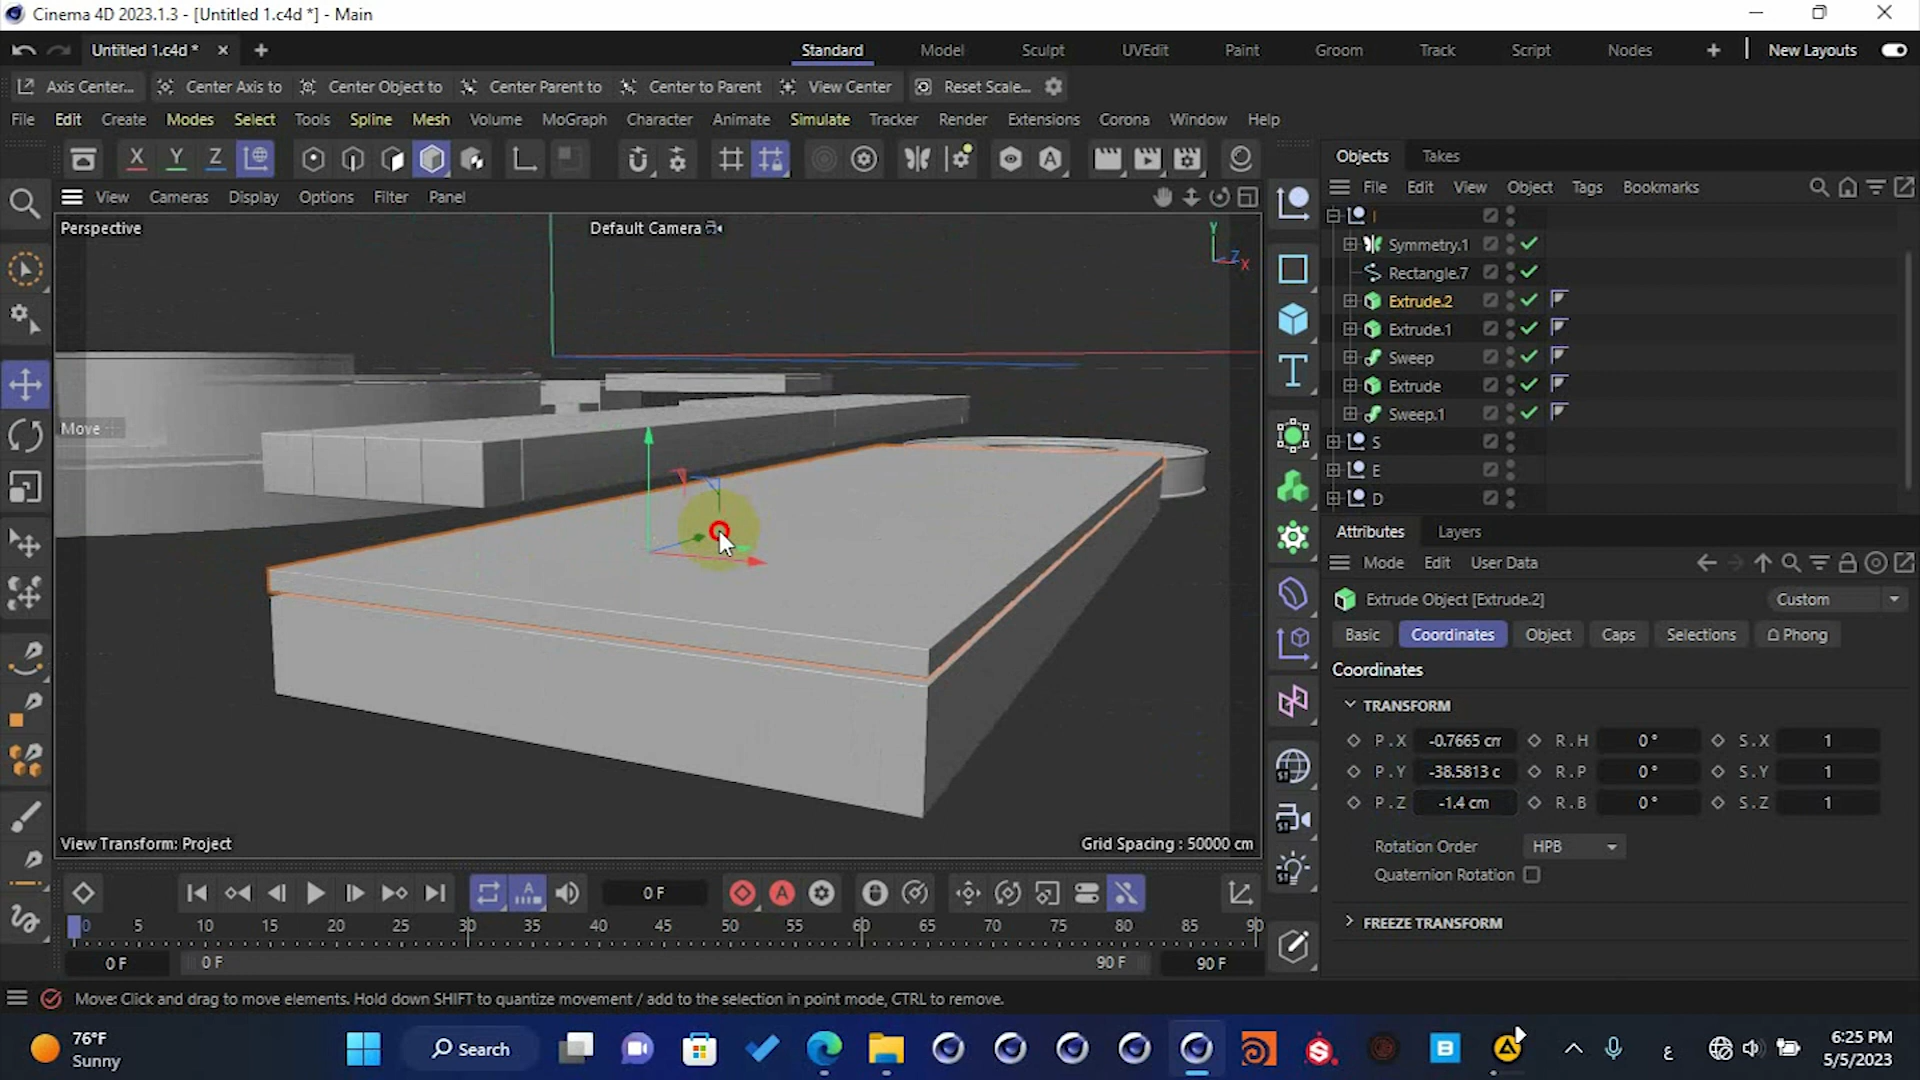 Cinema 4D 2023.1.3 - [Untitled 1.c4d *] - Main
Untitled 1.c4d *
Standard Model Sculpt UVEdit Paint Groom Track Script Nodes New Layouts
Axis Center... Center Axis to Center Object to Center Parent to Center to Parent View Center Reset Scale...
File Edit Create Modes Select Tools Spline Mesh Volume MoGraph Character Animate Simulate Tracker Render Extensions Corona Window Help
X Y Z
Objects Takes
View Cameras Display Options Filter Panel
File Edit View Object Tags Bookmarks
Perspective
Default Camera
Y
Z
X
I
Symmetry.1
Rectangle.7
Extrude.2
Extrude.1
Sweep
Extrude
Sweep.1
S
E
D
Move
Attributes Layers
Mode Edit User Data
Extrude Object [Extrude.2]
Custom
Basic Coordinates Object Caps Selections Phong
Coordinates
TRANSFORM
P.X -0.7665 cm R.H 0° S.X 1
P.Y -38.5813 c R.P 0° S.Y 1
P.Z -1.4 cm R.B 0° S.Z 1
Rotation Order HPB
Quaternion Rotation
FREEZE TRANSFORM
View Transform: Project
Grid Spacing : 50000 cm
0 F
0 5 10 15 20 25 30 35 40 45 50 55 60 65 70 75 80 85 90
0 F 0 F 90 F 90 F
Move: Click and drag to move elements. Hold down SHIFT to quantize movement / add to the selection in point mode, CTRL to remove.
76°F
Sunny
Search
ع
6:25 PM
5/5/2023